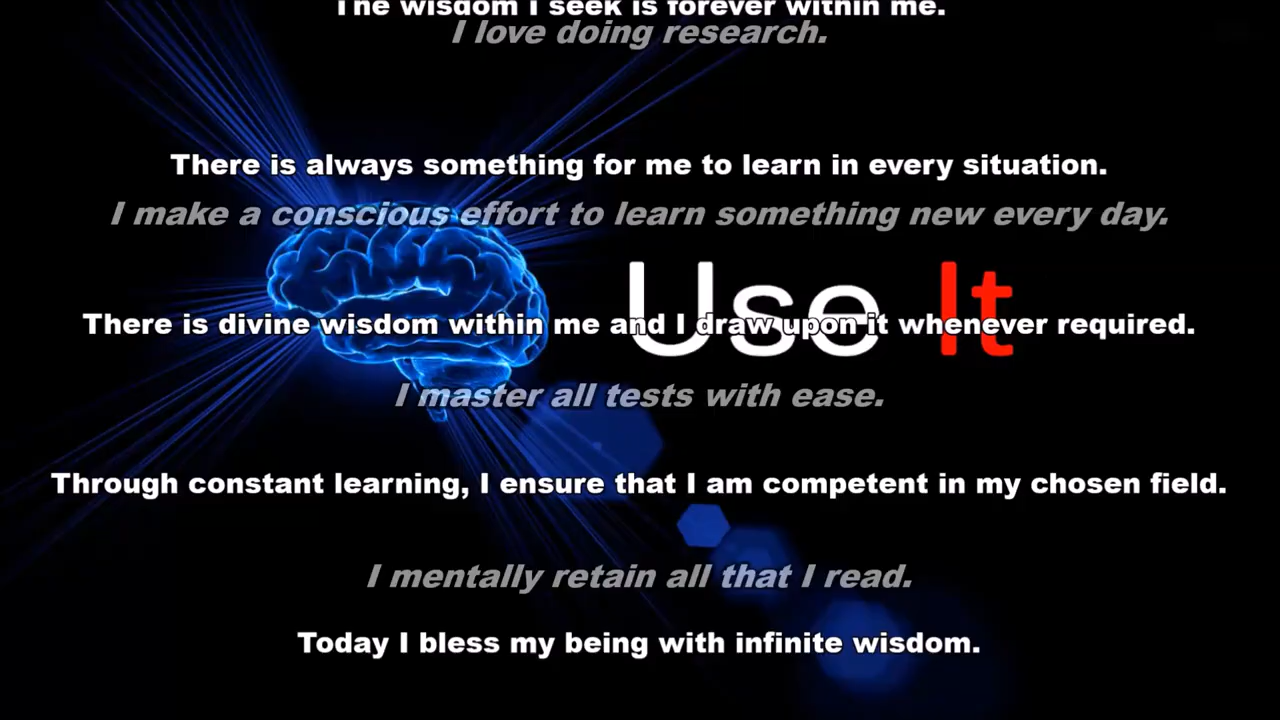 The wisdom I seek is forever within me.
I love doing research.
There is always something for me to learn in every situation.
I make a conscious effort to learn something new every day.
Use It
There is divine wisdom within me and I draw upon it whenever required.
I master all tests with ease.
Through constant learning, I ensure that I am competent in my chosen field.
I mentally retain all that I read.
Today I bless my being with infinite wisdom.